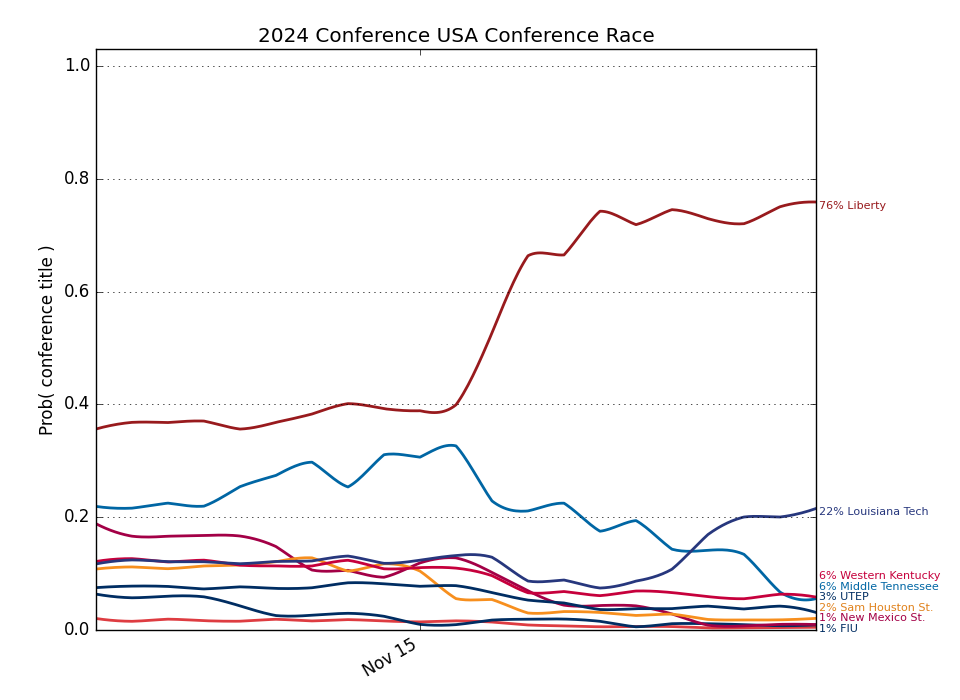 2024 Conference USA Conference Race
1.0
0.8
0.6
0.4
0.2
0.0
Prob( conference title )
Nov 15
76% Liberty
22% Louisiana Tech
6% Western Kentucky
6% Middle Tennessee
3% UTEP
2% Sam Houston St.
1% New Mexico St.
1% FIU